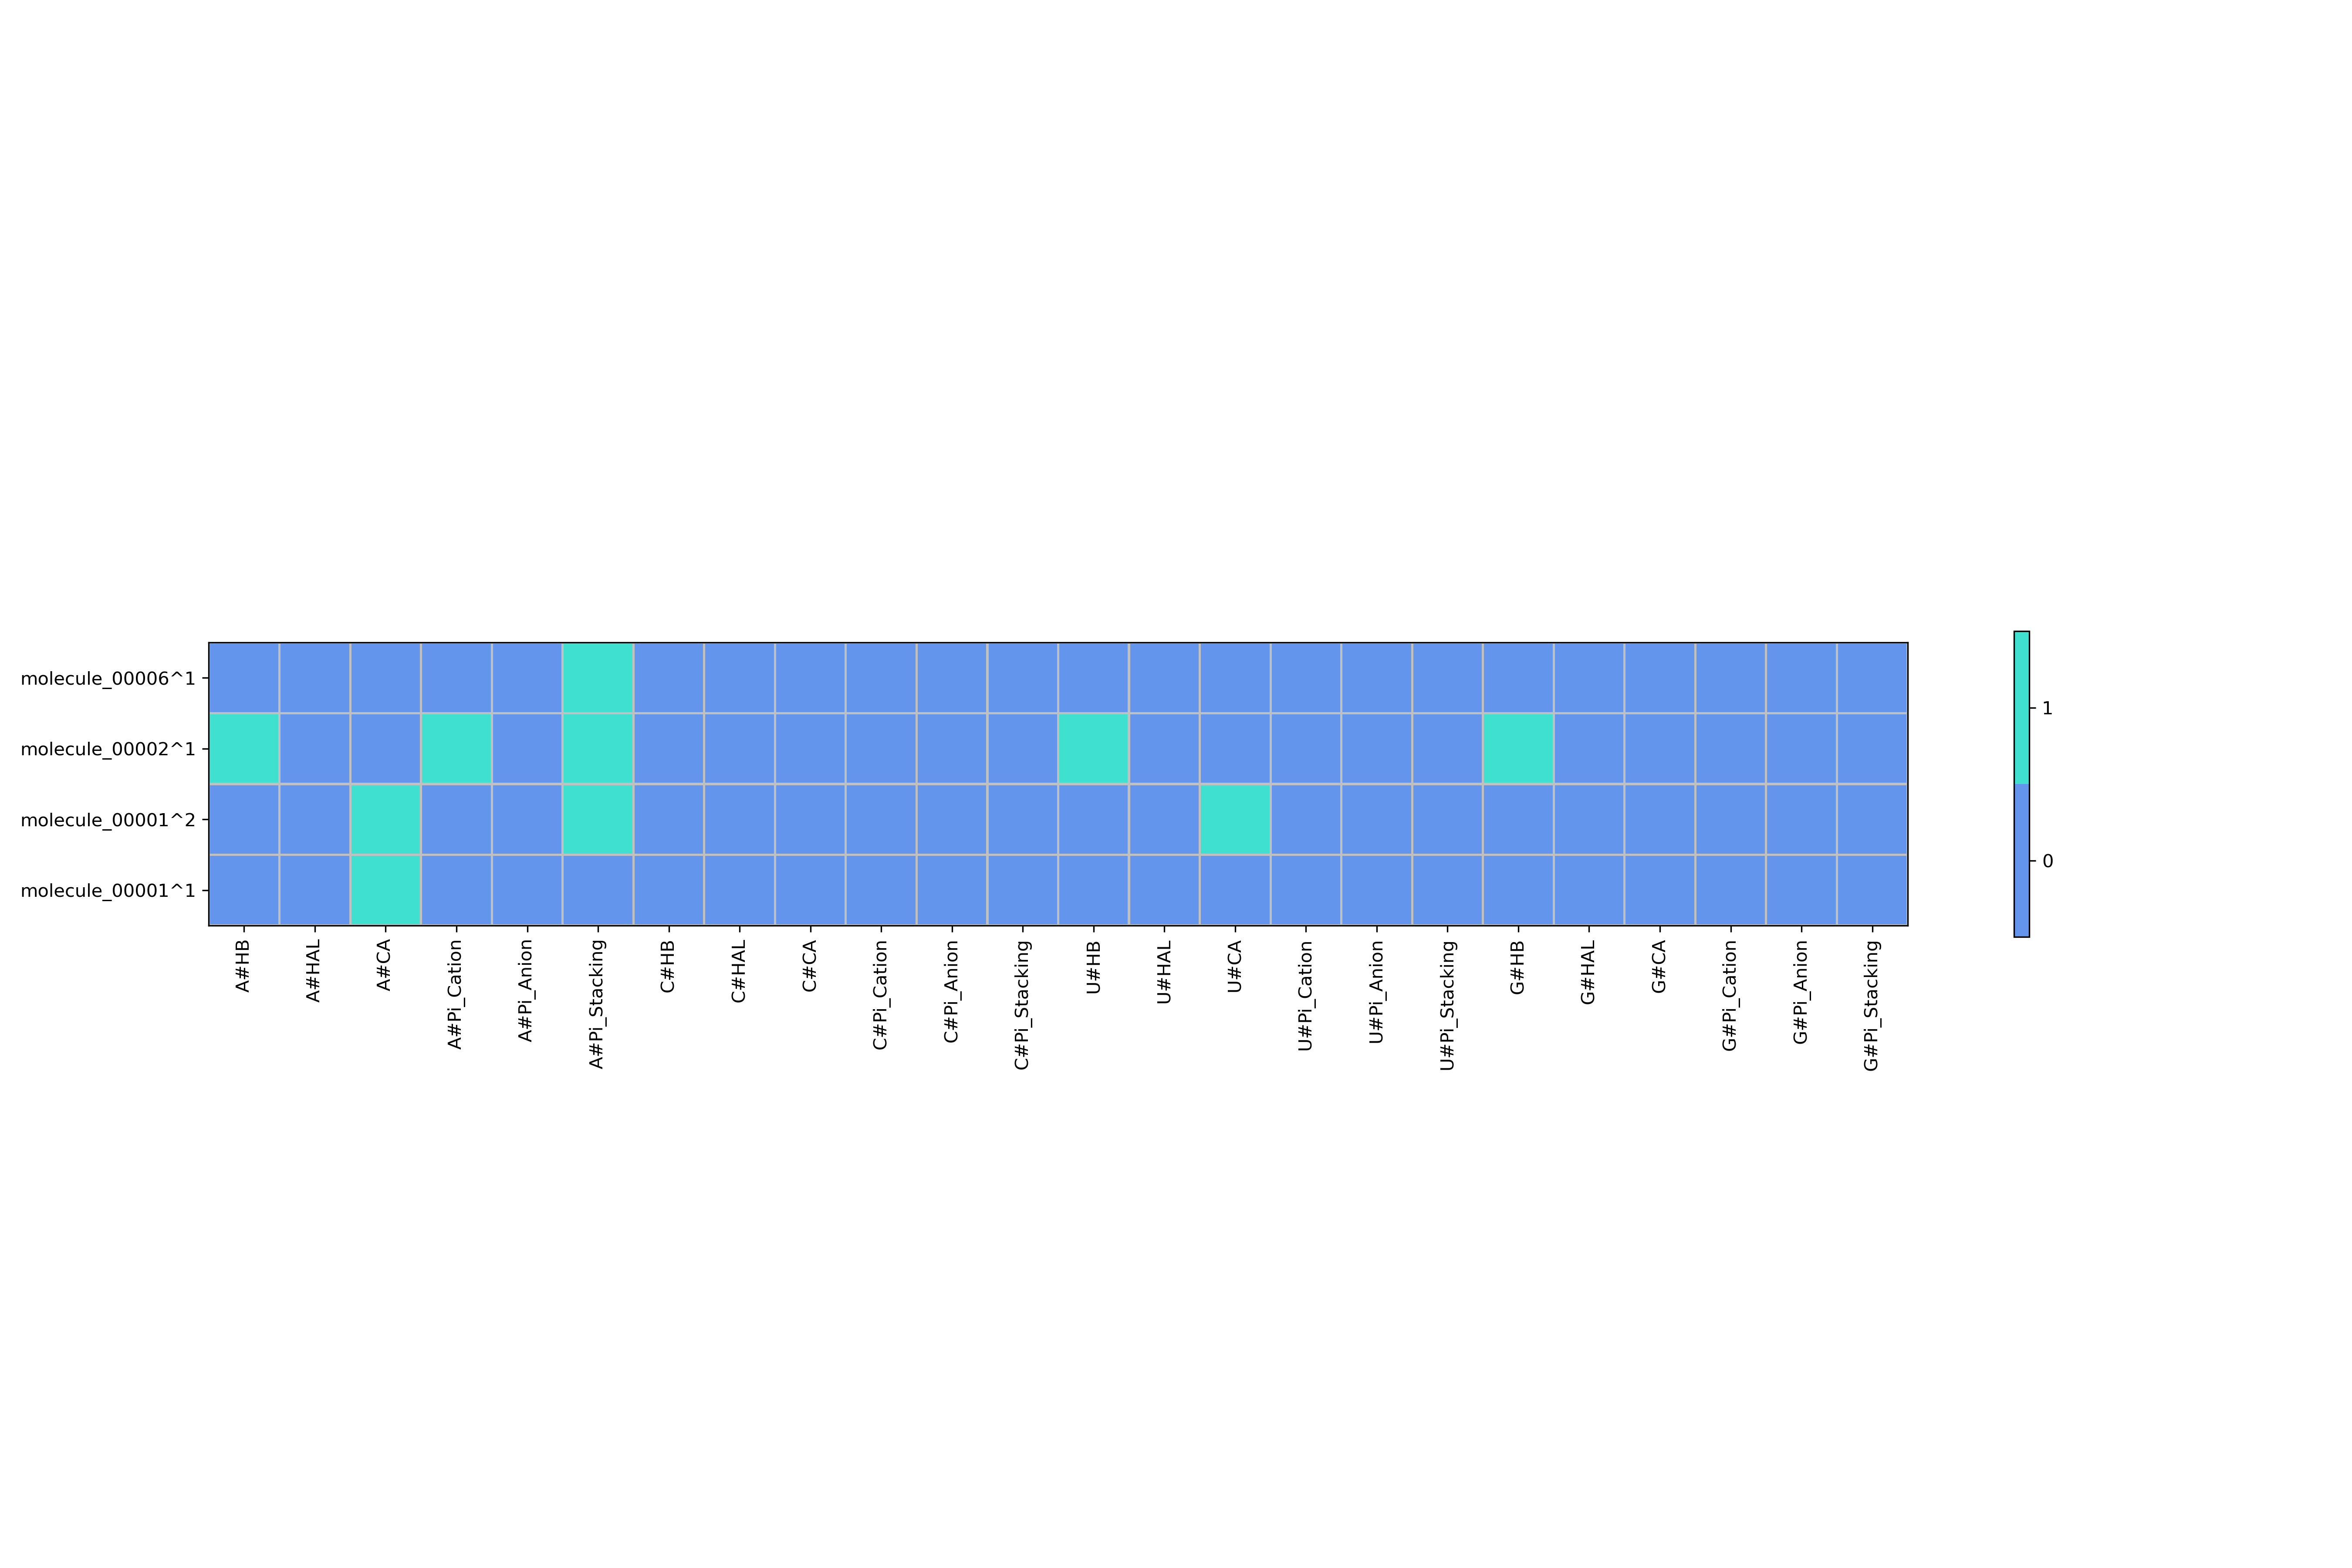 molecule_00006^1
molecule_00002^1
molecule_00001^2
molecule_00001^1
A#HB
A#HAL
A#CA
A#Pi_Cation
A#Pi_Anion
A#Pi_Stacking
C#HB
C#HAL
C#CA
C#Pi_Cation
C#Pi_Anion
C#Pi_Stacking
U#HB
U#HAL
U#CA
U#Pi_Cation
U#Pi_Anion
U#Pi_Stacking
G#HB
G#HAL
G#CA
G#Pi_Cation
G#Pi_Anion
G#Pi_Stacking
1
0